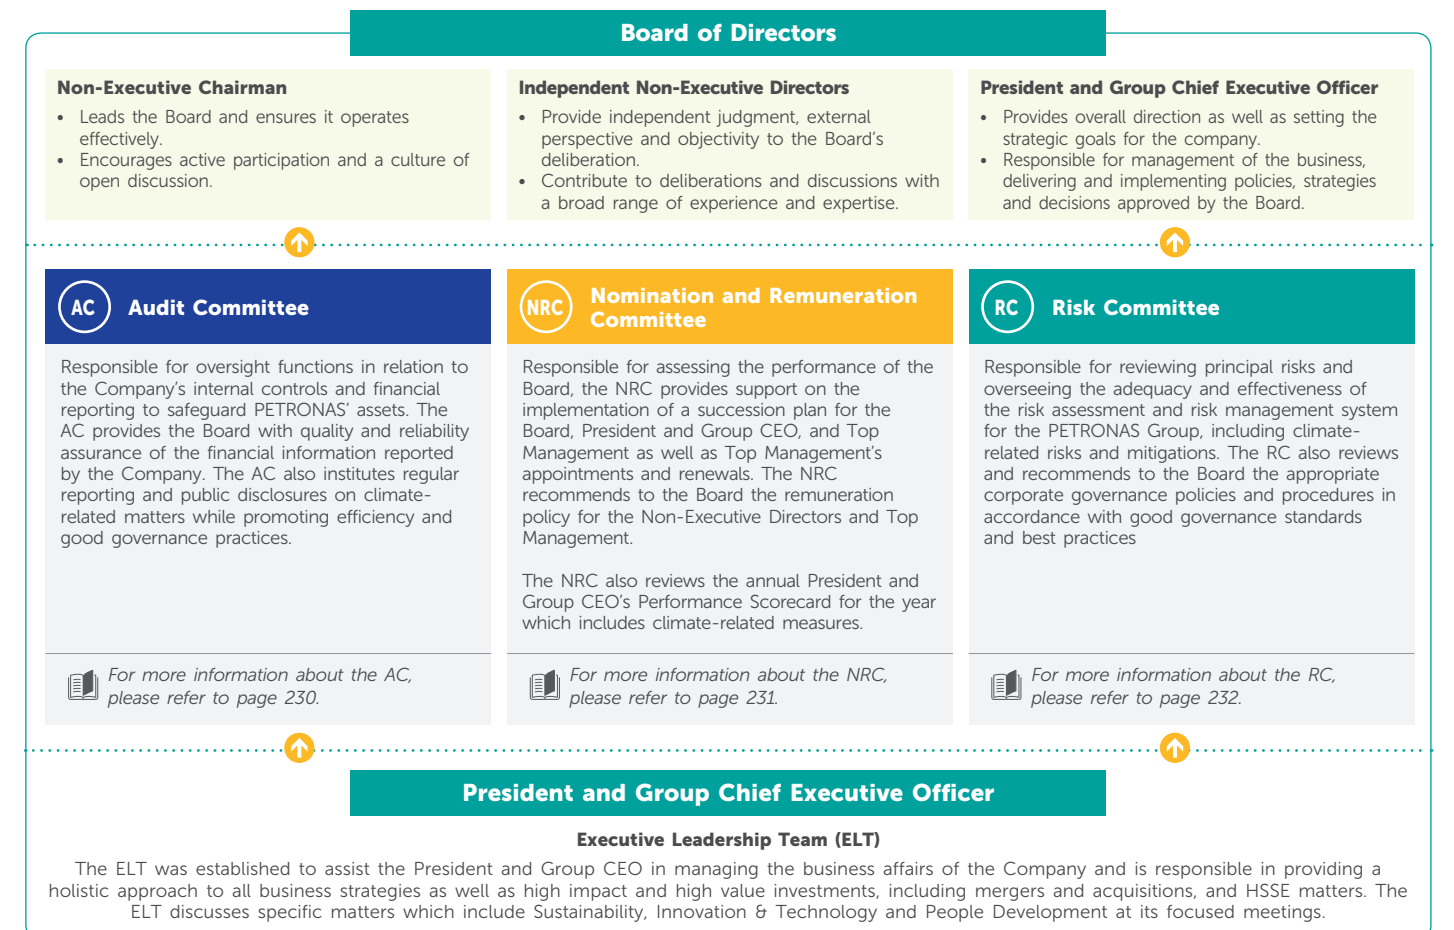 Board of Directors
Non-Executive Chairman
• Leads the Board and ensures it operates
effectively.
• Encourages active participation and a culture of
open discussion.
Independent Non-Executive Directors
• Provide independent judgment, external
perspective and objectivity to the Board's
deliberation.
• Contribute to deliberations and discussions with
a broad range of experience and expertise.
President and Group Chief Executive Officer
• Provides overall direction as well as setting the
strategic goals for the company.
• Responsible for management of the business,
delivering and implementing policies, strategies
and decisions approved by the Board.
AC Audit Committee
Responsible for oversight functions in relation to
the Company's internal controls and financial
reporting to safeguard PETRONAS' assets. The
AC provides the Board with quality and reliability
assurance of the financial information reported
by the Company. The AC also institutes regular
reporting and public disclosures on climate-
related matters while promoting efficiency and
good governance practices.
For more information about the AC,
please refer to page 230.
NRC Nomination and Remuneration
Committee
Responsible for assessing the performance of the
Board, the NRC provides support on the
implementation of a succession plan for the
Board, President and Group CEO, and Top
Management as well as Top Management's
appointments and renewals. The NRC
recommends to the Board the remuneration
policy for the Non-Executive Directors and Top
Management.
The NRC also reviews the annual President and
Group CEO's Performance Scorecard for the year
which includes climate-related measures.
For more information about the NRC,
please refer to page 231.
RC Risk Committee
Responsible for reviewing principal risks and
overseeing the adequacy and effectiveness of
the risk assessment and risk management system
for the PETRONAS Group, including climate-
related risks and mitigations. The RC also reviews
and recommends to the Board the appropriate
corporate governance policies and procedures in
accordance with good governance standards
and best practices
For more information about the RC,
please refer to page 232.
President and Group Chief Executive Officer
Executive Leadership Team (ELT)
The ELT was established to assist the President and Group CEO in managing the business affairs of the Company and is responsible in providing a
holistic approach to all business strategies as well as high impact and high value investments, including mergers and acquisitions, and HSSE matters. The
ELT discusses specific matters which include Sustainability, Innovation & Technology and People Development at its focused meetings.